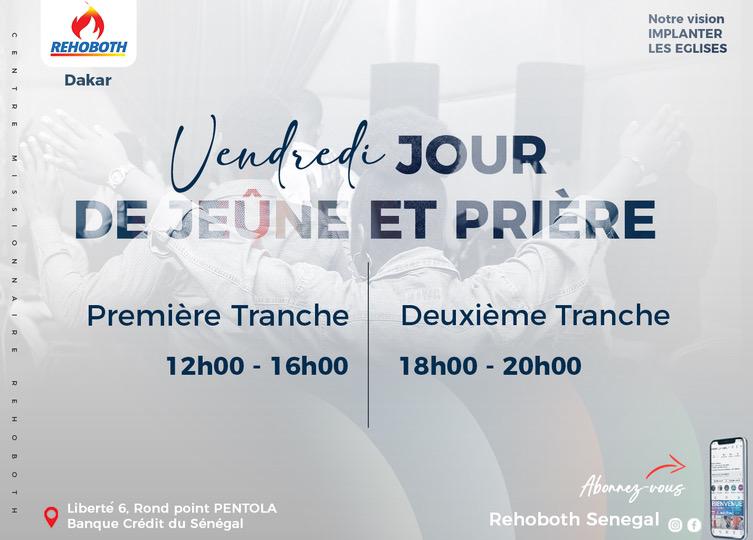 REHOBOTH
Dakar
Notre vision
IMPLANTER
LES EGLISES
CENTRE MISSIONNAIRE REHOBOTH
Vendredi JOUR
DE JEÛNE ET PRIÈRE
Première Tranche
12h00 - 16h00
Deuxième Tranche
18h00 - 20h00
Liberté 6, Rond point PENTOLA
Banque Crédit du Sénégal
Abonnez-vous
Rehoboth Senegal
BIENVENUE